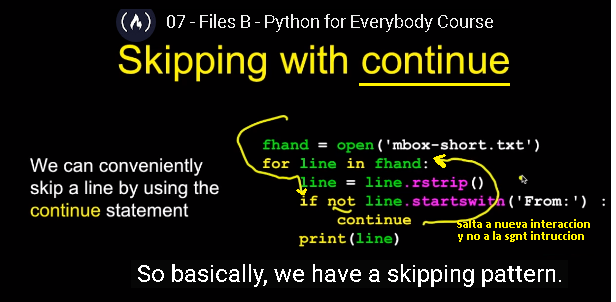 07 - Files B - Python for Everybody Course
Skipping with continue
We can conveniently
skip a line by using the
continue statement
fhand = open('mbox-short.txt')
for line in fhand:
line = line.rstrip()
if not line.startswith('From:') :
continue
print(line)
salta a nueva interaccion
y no a la sgnt intruccion
So basically, we have a skipping pattern.